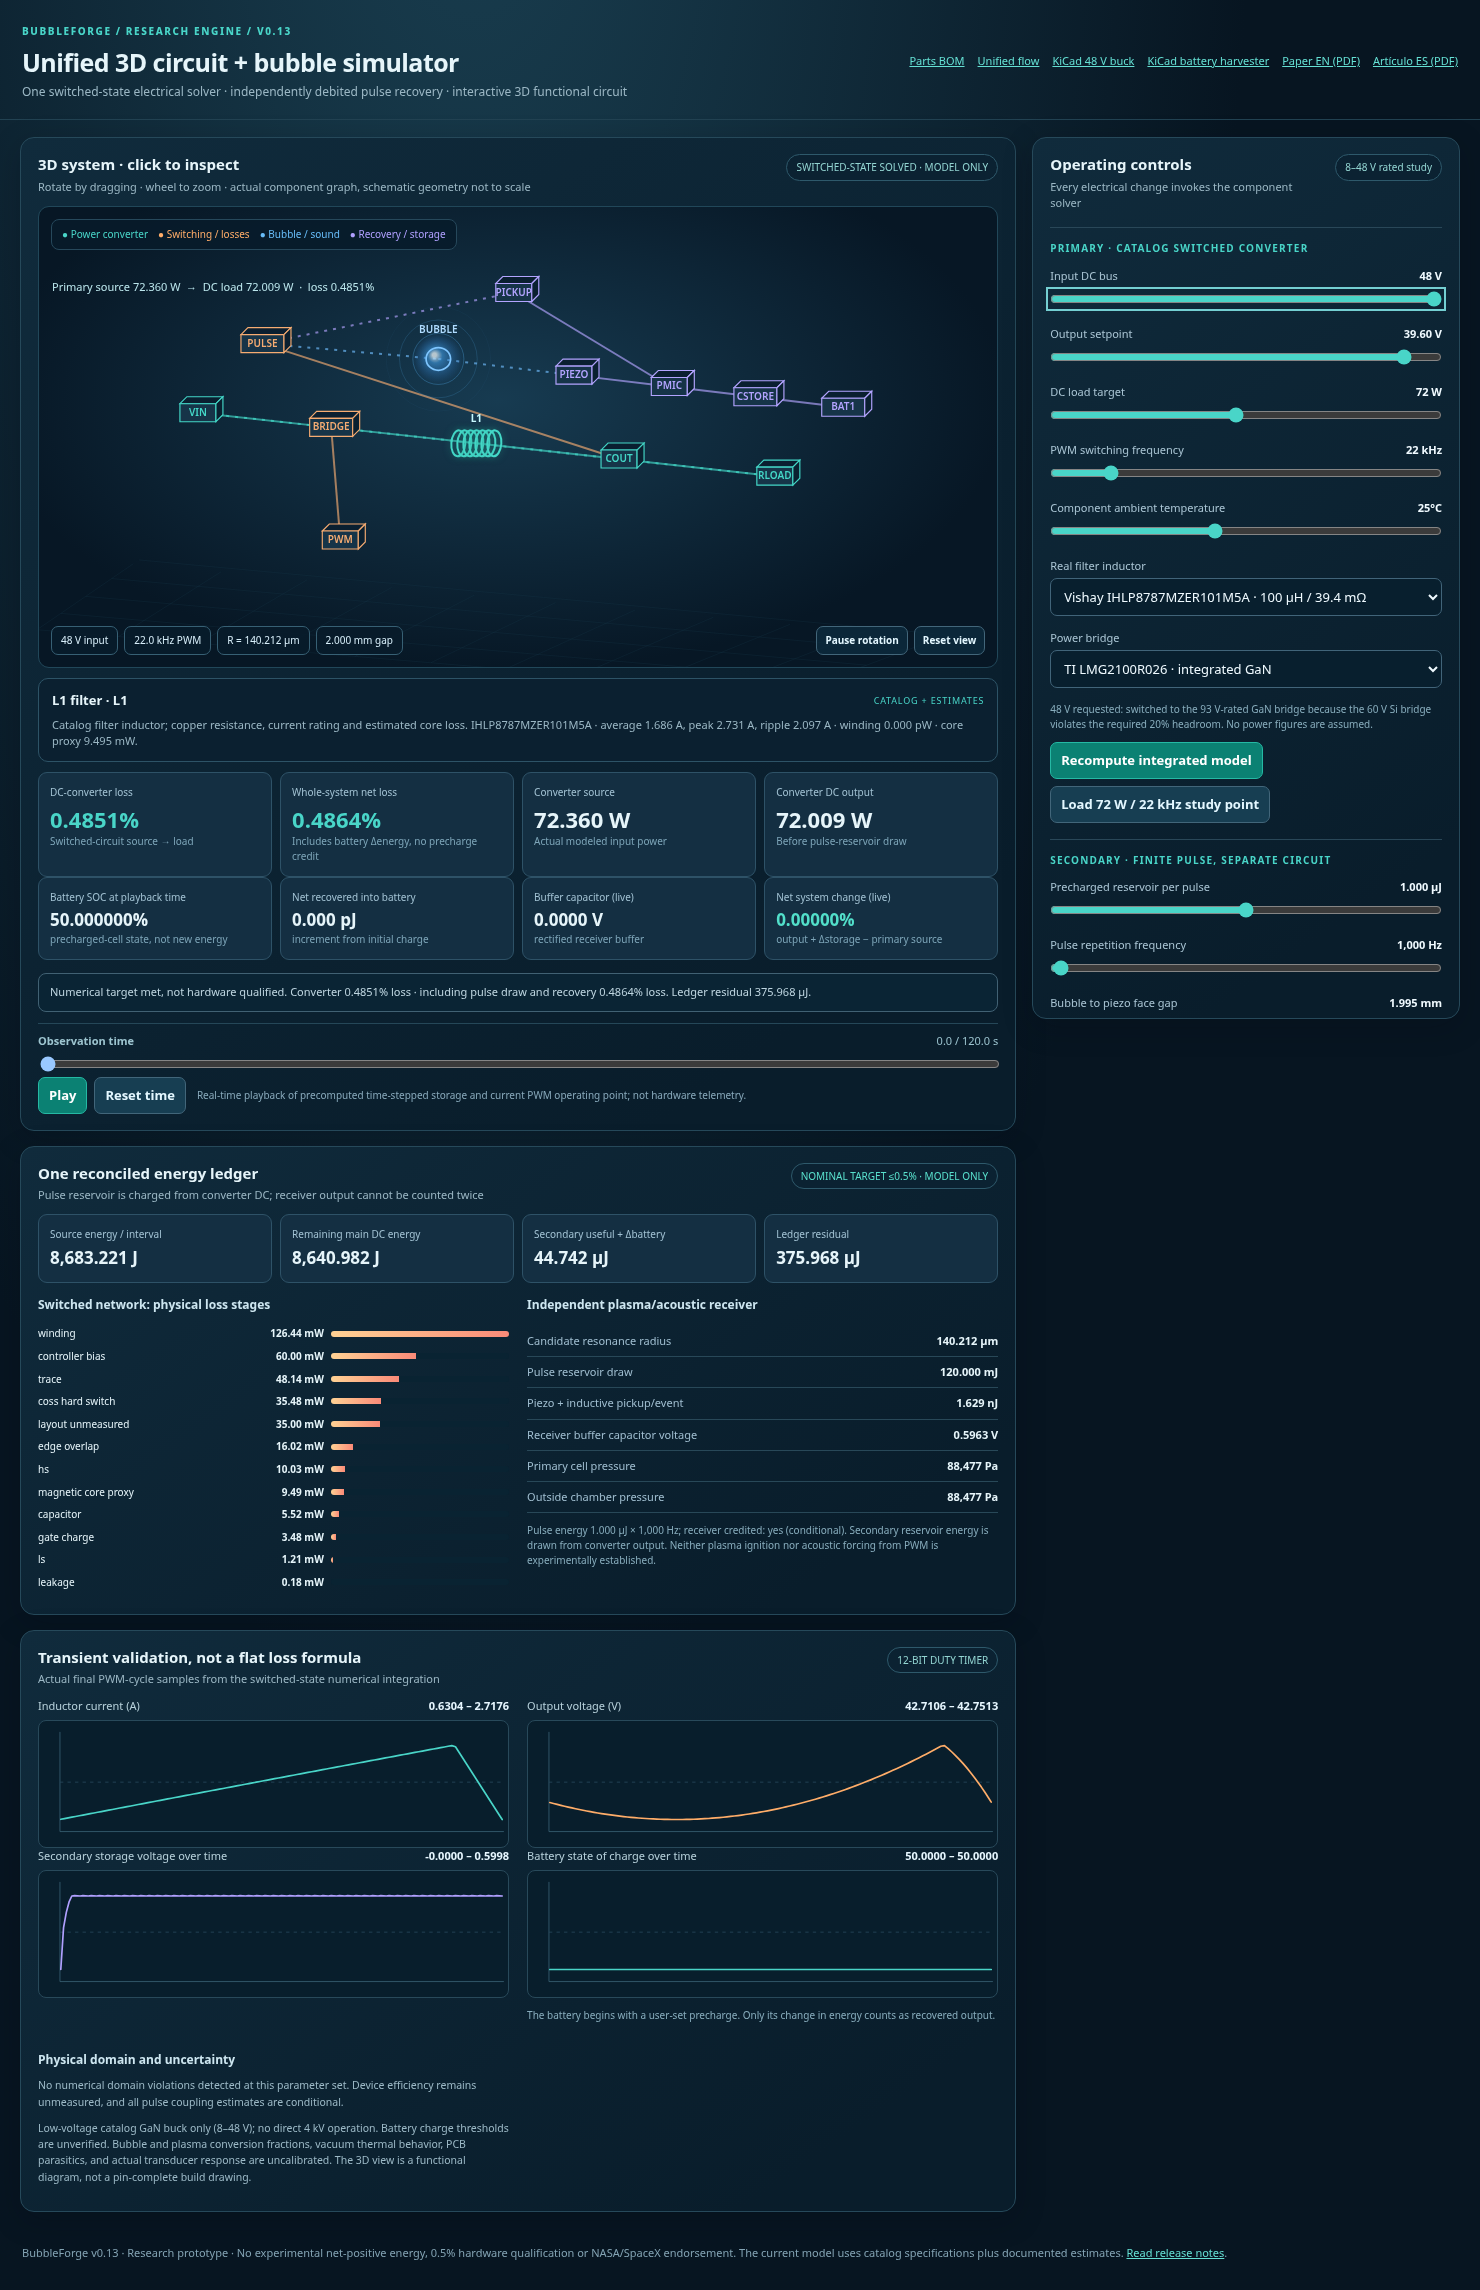 BUBBLEFORGE / RESEARCH ENGINE / V0.13
Unified 3D circuit + bubble simulator
One switched-state electrical solver · independently debited pulse recovery · interactive 3D functional circuit
Parts BOM Unified flow KiCad 48 V buck KiCad battery harvester Paper EN (PDF) Artículo ES (PDF)
3D system · click to inspect
Rotate by dragging · wheel to zoom · actual component graph, schematic geometry not to scale
SWITCHED-STATE SOLVED · MODEL ONLY
● Power converter ● Switching / losses ● Bubble / sound ● Recovery / storage
Primary source 72.360 W → DC load 72.009 W · loss 0.4851%
PICKUP
BUBBLE
PULSE
PIEZO
PMIC
CSTORE
BAT1
VIN
BRIDGE
L1
COUT
RLOAD
PWM
48 V input
22.0 kHz PWM
R = 140.212 µm
2.000 mm gap
Pause rotation
Reset view
L1 filter · L1
CATALOG + ESTIMATES
Catalog filter inductor; copper resistance, current rating and estimated core loss. IHLP8787MZER101M5A · average 1.686 A, peak 2.731 A, ripple 2.097 A · winding 0.000 pW · core
proxy 9.495 mW.
DC-converter loss
0.4851%
Switched-circuit source → load
Whole-system net loss
0.4864%
Includes battery Δenergy, no precharge
credit
Converter source
72.360 W
Actual modeled input power
Converter DC output
72.009 W
Before pulse-reservoir draw
Battery SOC at playback time
50.000000%
precharged-cell state, not new energy
Net recovered into battery
0.000 pJ
increment from initial charge
Buffer capacitor (live)
0.0000 V
rectified receiver buffer
Net system change (live)
0.00000%
output + Δstorage − primary source
Numerical target met, not hardware qualified. Converter 0.4851% loss · including pulse draw and recovery 0.4864% loss. Ledger residual 375.968 µJ.
Observation time
0.0 / 120.0 s
Play
Reset time
Real-time playback of precomputed time-stepped storage and current PWM operating point; not hardware telemetry.
Operating controls
Every electrical change invokes the component
solver
8–48 V rated study
PRIMARY · CATALOG SWITCHED CONVERTER
Input DC bus 48 V
Output setpoint 39.60 V
DC load target 72 W
PWM switching frequency 22 kHz
Component ambient temperature 25°C
Real filter inductor
Vishay IHLP8787MZER101M5A · 100 µH / 39.4 mΩ
Power bridge
TI LMG2100R026 · integrated GaN
48 V requested: switched to the 93 V-rated GaN bridge because the 60 V Si bridge
violates the required 20% headroom. No power figures are assumed.
Recompute integrated model
Load 72 W / 22 kHz study point
SECONDARY · FINITE PULSE, SEPARATE CIRCUIT
Precharged reservoir per pulse 1.000 µJ
Pulse repetition frequency 1,000 Hz
Bubble to piezo face gap 1.995 mm
One reconciled energy ledger
Pulse reservoir is charged from converter DC; receiver output cannot be counted twice
NOMINAL TARGET ≤0.5% · MODEL ONLY
Source energy / interval
8,683.221 J
Remaining main DC energy
8,640.982 J
Secondary useful + Δbattery
44.742 µJ
Ledger residual
375.968 µJ
Switched network: physical loss stages
winding 126.44 mW
controller bias 60.00 mW
trace 48.14 mW
coss hard switch 35.48 mW
layout unmeasured 35.00 mW
edge overlap 16.02 mW
hs 10.03 mW
magnetic core proxy 9.49 mW
capacitor 5.52 mW
gate charge 3.48 mW
ls 1.21 mW
leakage 0.18 mW
Independent plasma/acoustic receiver
Candidate resonance radius 140.212 µm
Pulse reservoir draw 120.000 mJ
Piezo + inductive pickup/event 1.629 nJ
Receiver buffer capacitor voltage 0.5963 V
Primary cell pressure 88,477 Pa
Outside chamber pressure 88,477 Pa
Pulse energy 1.000 µJ × 1,000 Hz; receiver credited: yes (conditional). Secondary reservoir energy is
drawn from converter output. Neither plasma ignition nor acoustic forcing from PWM is
experimentally established.
Transient validation, not a flat loss formula
Actual final PWM-cycle samples from the switched-state numerical integration
12-BIT DUTY TIMER
Inductor current (A) 0.6304 – 2.7176
Output voltage (V) 42.7106 – 42.7513
Secondary storage voltage over time -0.0000 – 0.5998
Battery state of charge over time 50.0000 – 50.0000
The battery begins with a user-set precharge. Only its change in energy counts as recovered output.
Physical domain and uncertainty
No numerical domain violations detected at this parameter set. Device efficiency remains
unmeasured, and all pulse coupling estimates are conditional.
Low-voltage catalog GaN buck only (8–48 V); no direct 4 kV operation. Battery charge thresholds
are unverified. Bubble and plasma conversion fractions, vacuum thermal behavior, PCB
parasitics, and actual transducer response are uncalibrated. The 3D view is a functional
diagram, not a pin-complete build drawing.
BubbleForge v0.13 · Research prototype · No experimental net-positive energy, 0.5% hardware qualification or NASA/SpaceX endorsement. The current model uses catalog specifications plus documented estimates. Read release notes.